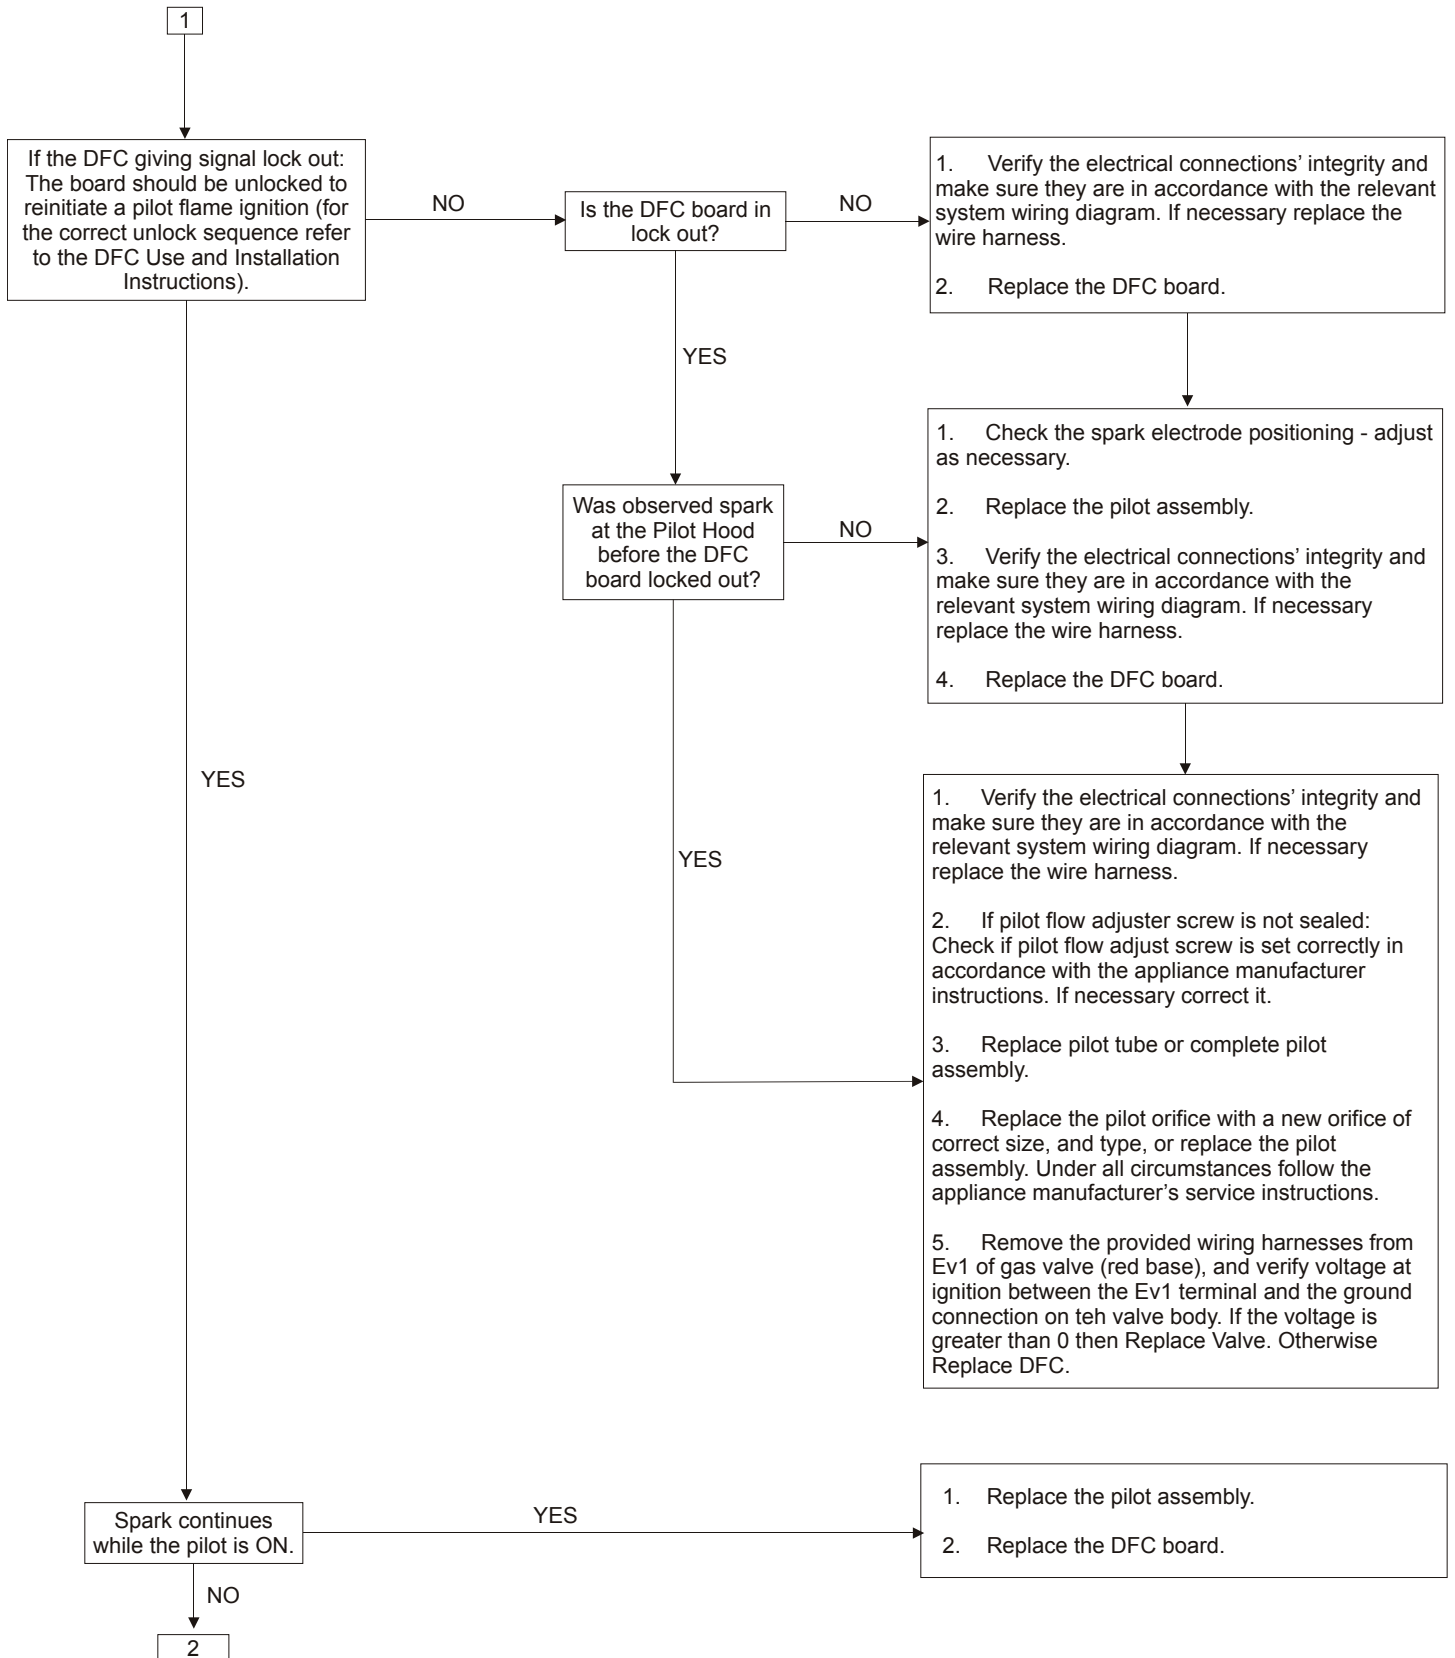 1
If the DFC giving signal lock out:
The board should be unlocked to
reinitiate a pilot flame ignition (for
the correct unlock sequence refer
to the DFC Use and Installation
Instructions).
NO
Is the DFC board in
lock out?
NO
1. Verify the electrical connections’ integrity and
make sure they are in accordance with the relevant
system wiring diagram. If necessary replace the
wire harness.
2. Replace the DFC board.
YES
Was observed spark
at the Pilot Hood
before the DFC
board locked out?
NO
1. Check the spark electrode positioning - adjust
as necessary.
2. Replace the pilot assembly.
3. Verify the electrical connections’ integrity and
make sure they are in accordance with the
relevant system wiring diagram. If necessary
replace the wire harness.
4. Replace the DFC board.
YES
YES
1. Verify the electrical connections’ integrity and
make sure they are in accordance with the
relevant system wiring diagram. If necessary
replace the wire harness.
2. If pilot flow adjuster screw is not sealed:
Check if pilot flow adjust screw is set correctly in
accordance with the appliance manufacturer
instructions. If necessary correct it.
3. Replace pilot tube or complete pilot
assembly.
4. Replace the pilot orifice with a new orifice of
correct size, and type, or replace the pilot
assembly. Under all circumstances follow the
appliance manufacturer’s service instructions.
5. Remove the provided wiring harnesses from
Ev1 of gas valve (red base), and verify voltage at
ignition between the Ev1 terminal and the ground
connection on teh valve body. If the voltage is
greater than 0 then Replace Valve. Otherwise
Replace DFC.
Spark continues
while the pilot is ON.
YES
1. Replace the pilot assembly.
2. Replace the DFC board.
NO
2